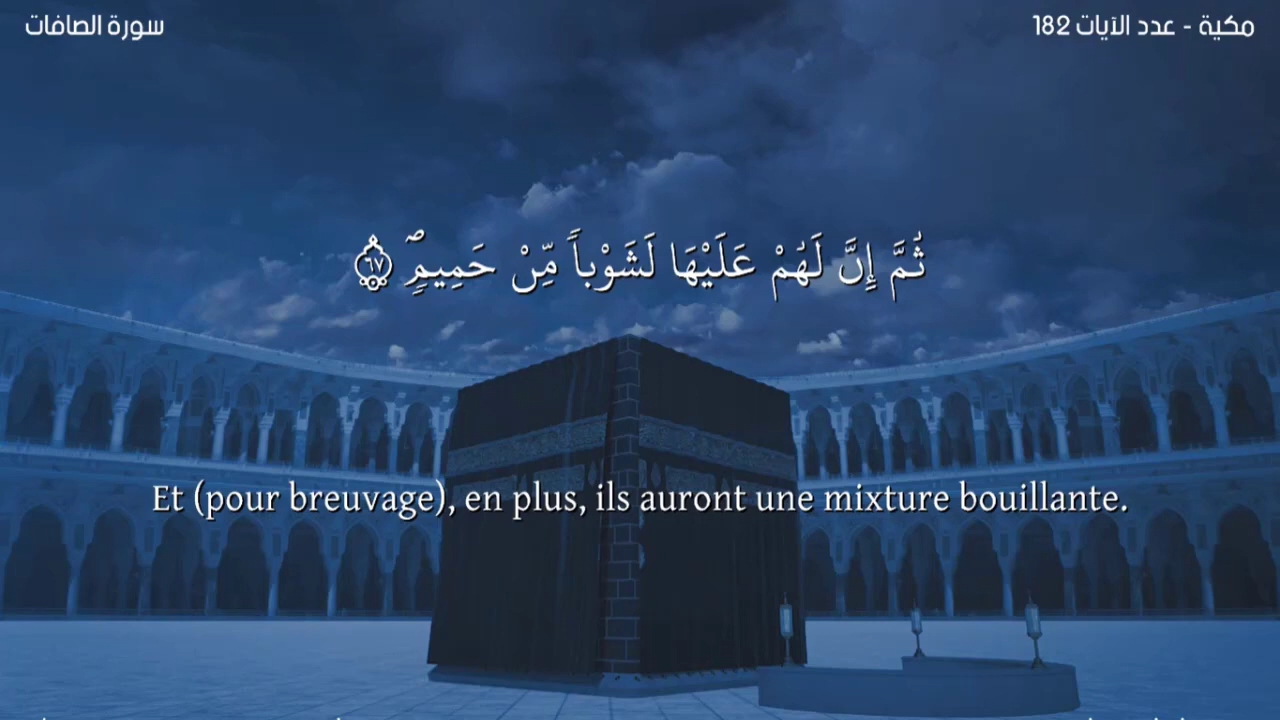 مكية - عدد الآيات 182
سورة الصافات
ثُمَّ إِنَّ لَهُمْ عَلَيْهَا لَشَوْباً مِّنْ حَمِيمٍۖ ٦٧
Et (pour breuvage), en plus, ils auront une mixture bouillante.